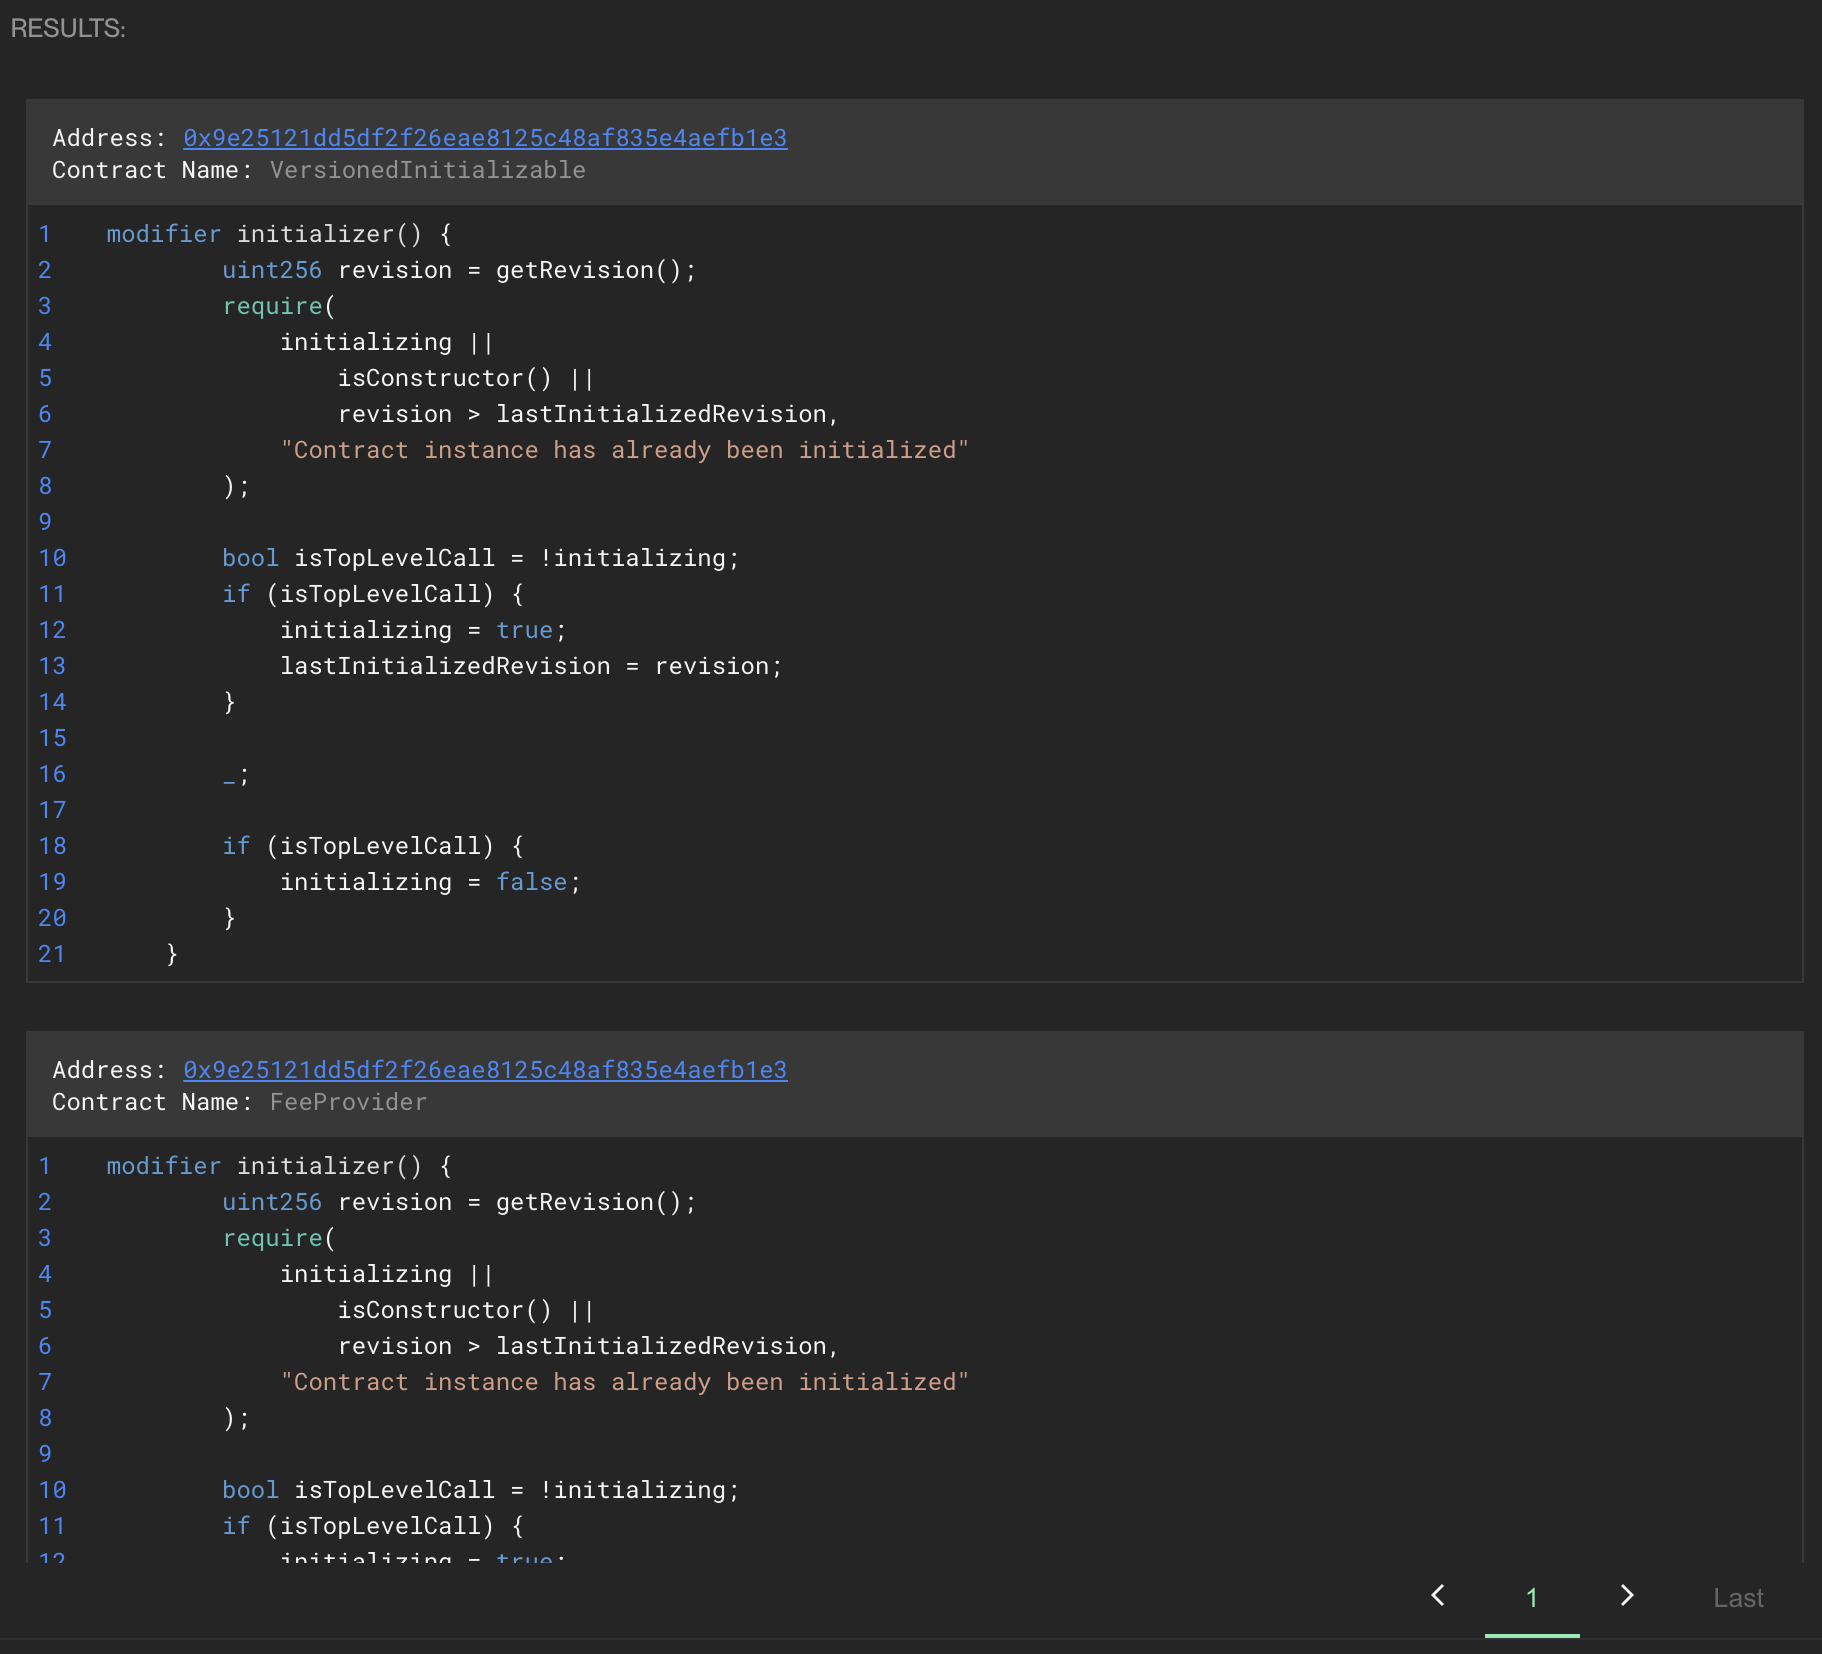 RESULTS:
Address: 0x9e25121dd5df2f26eae8125c48af835e4aefb1e3
Contract Name: VersionedInitializable
1 modifier initializer() {
2 uint256 revision = getRevision();
3 require(
4 initializing ||
5 isConstructor() ||
6 revision > lastInitializedRevision,
7 "Contract instance has already been initialized"
8 );
9
10 bool isTopLevelCall = !initializing;
11 if (isTopLevelCall) {
12 initializing = true;
13 lastInitializedRevision = revision;
14 }
15
16 _;
17
18 if (isTopLevelCall) {
19 initializing = false;
20 }
21 }
Address: 0x9e25121dd5df2f26eae8125c48af835e4aefb1e3
Contract Name: FeeProvider
1 modifier initializer() {
2 uint256 revision = getRevision();
3 require(
4 initializing ||
5 isConstructor() ||
6 revision > lastInitializedRevision,
7 "Contract instance has already been initialized"
8 );
9
10 bool isTopLevelCall = !initializing;
11 if (isTopLevelCall) {
12 initializing = true;
1 Last